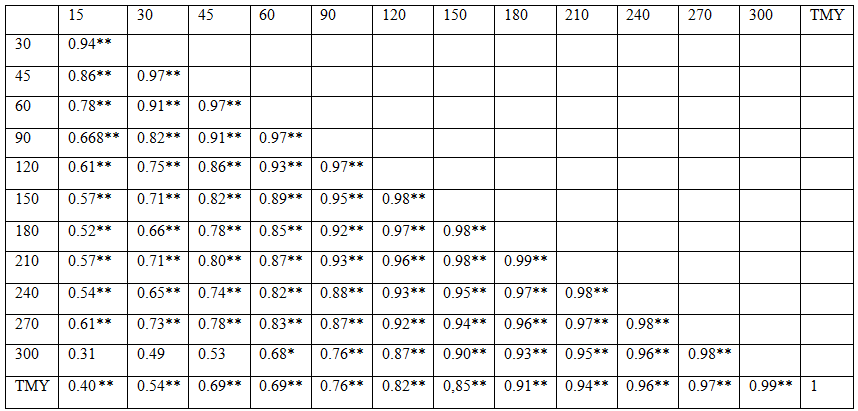 15 30 45 60 90 120 150 180 210 240 270 300 TMY
30 0.94**
45 0.86** 0.97**
60 0.78** 0.91** 0.97**
90 0.668** 0.82** 0.91** 0.97**
120 0.61** 0.75** 0.86** 0.93** 0.97**
150 0.57** 0.71** 0.82** 0.89** 0.95** 0.98**
180 0.52** 0.66** 0.78** 0.85** 0.92** 0.97** 0.98**
210 0.57** 0.71** 0.80** 0.87** 0.93** 0.96** 0.98** 0.99**
240 0.54** 0.65** 0.74** 0.82** 0.88** 0.93** 0.95** 0.97** 0.98**
270 0.61** 0.73** 0.78** 0.83** 0.87** 0.92** 0.94** 0.96** 0.97** 0.98**
300 0.31 0.49 0.53 0.68* 0.76** 0.87** 0.90** 0.93** 0.95** 0.96** 0.98**
TMY 0.40** 0.54** 0.69** 0.69** 0.76** 0.82** 0,85** 0.91** 0.94** 0.96** 0.97** 0.99** 1